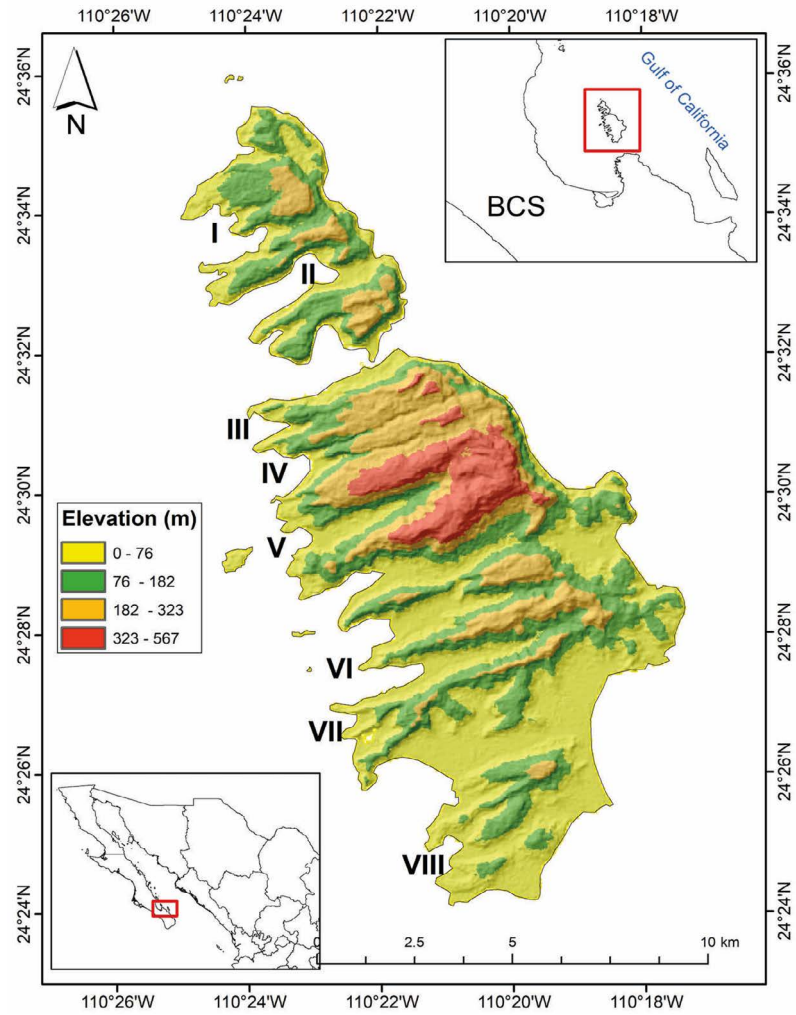 110°26'W 110°24'W 110°22'W 110°20'W 110°18'W
24°36'N
24°36'N
N
Gulf of California
BCS
24°34'N
24°34'N
I
II
24°32'N
24°32'N
III
IV
24°30'N
24°30'N
V
Elevation (m)
0 - 76
76 - 182
182 - 323
323 - 567
24°28'N
24°28'N
VI
VII
24°26'N
24°26'N
VIII
24°24'N
24°24'N
0 2.5 5 10 km
110°26'W 110°24'W 110°22'W 110°20'W 110°18'W